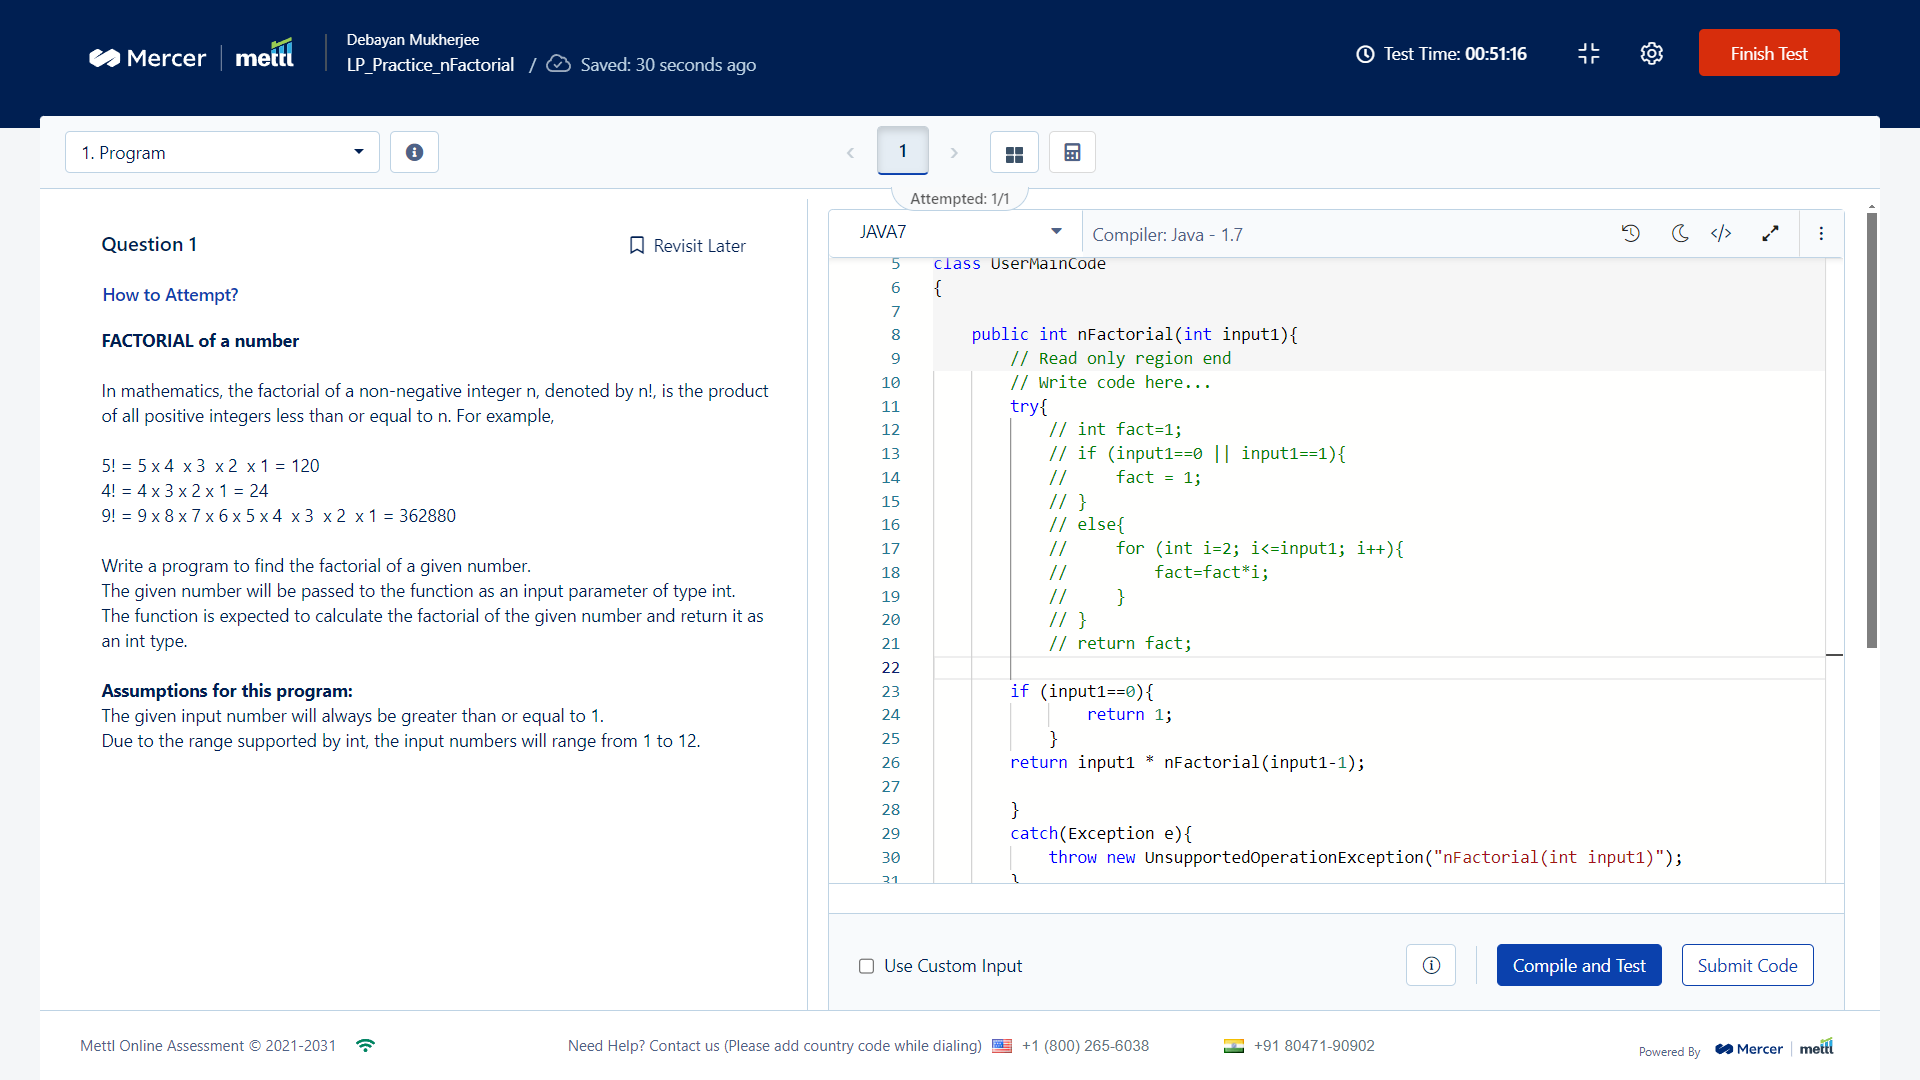 Mercer | mettl
Debayan Mukherjee
LP_Practice_nFactorial / Saved: 30 seconds ago
Test Time: 00:51:16
Finish Test
1. Program
1
Attempted: 1/1
Question 1
Revisit Later
How to Attempt?
FACTORIAL of a number
In mathematics, the factorial of a non-negative integer n, denoted by n!, is the product
of all positive integers less than or equal to n. For example,
5! = 5 x 4 x 3 x 2 x 1 = 120
4! = 4 x 3 x 2 x 1 = 24
9! = 9 x 8 x 7 x 6 x 5 x 4 x 3 x 2 x 1 = 362880
Write a program to find the factorial of a given number.
The given number will be passed to the function as an input parameter of type int.
The function is expected to calculate the factorial of the given number and return it as
an int type.
Assumptions for this program:
The given input number will always be greater than or equal to 1.
Due to the range supported by int, the input numbers will range from 1 to 12.
JAVA7
Compiler: Java - 1.7
5 class UserMainCode
6 {
7
8 public int nFactorial(int input1){
9 // Read only region end
10 // Write code here...
11 try{
12 // int fact=1;
13 // if (input1==0 || input1==1){
14 // fact = 1;
15 // }
16 // else{
17 // for (int i=2; i<=input1; i++){
18 // fact=fact*i;
19 // }
20 // }
21 // return fact;
22
23 if (input1==0){
24 return 1;
25 }
26 return input1 * nFactorial(input1-1);
27
28 }
29 catch(Exception e){
30 throw new UnsupportedOperationException("nFactorial(int input1)");
31 }
Use Custom Input
Compile and Test
Submit Code
Mettl Online Assessment © 2021-2031
Need Help? Contact us (Please add country code while dialing) +1 (800) 265-6038
+91 80471-90902
Powered By Mercer | mettl